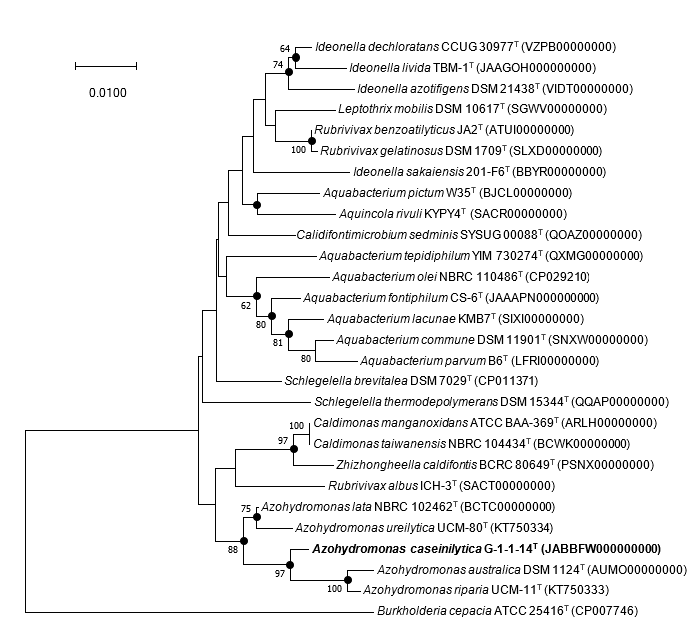 64
Ideonella dechloratans CCUG 30977ᵀ (VZPB00000000)
74
Ideonella livida TBM-1ᵀ (JAAGOH000000000)
Ideonella azotifigens DSM 21438ᵀ (VIDT00000000)
0.0100
Leptothrix mobilis DSM 10617ᵀ (SGWV00000000)
Rubrivivax benzoatilyticus JA2ᵀ (ATUI00000000)
100
Rubrivivax gelatinosus DSM 1709ᵀ (SLXD00000000)
Ideonella sakaiensis 201-F6ᵀ (BBYR00000000)
Aquabacterium pictum W35ᵀ (BJCL00000000)
Aquincola rivuli KYPY4ᵀ (SACR00000000)
Calidifontimicrobium sedminis SYSUG 00088ᵀ (QOAZ00000000)
Aquabacterium tepidiphilum YIM 730274ᵀ (QXMG00000000)
Aquabacterium olei NBRC 110486ᵀ (CP029210)
62
Aquabacterium fontiphilum CS-6ᵀ (JAAAPN000000000)
80
Aquabacterium lacunae KMB7ᵀ (SIXI00000000)
81
Aquabacterium commune DSM 11901ᵀ (SNXW00000000)
80
Aquabacterium parvum B6ᵀ (LFRI00000000)
Schlegelella brevitalea DSM 7029ᵀ (CP011371)
Schlegelella thermodepolymerans DSM 15344ᵀ (QQAP00000000)
100
Caldimonas manganoxidans ATCC BAA-369ᵀ (ARLH00000000)
97
Caldimonas taiwanensis NBRC 104434ᵀ (BCWK00000000)
Zhizhongheella caldifontis BCRC 80649ᵀ (PSNX00000000)
Rubrivivax albus ICH-3ᵀ (SACT00000000)
75
Azohydromonas lata NBRC 102462ᵀ (BCTC00000000)
Azohydromonas ureilytica UCM-80ᵀ (KT750334)
88
Azohydromonas caseinilytica G-1-1-14ᵀ (JABBFW000000000)
97
Azohydromonas australica DSM 1124ᵀ (AUMO00000000)
100
Azohydromonas riparia UCM-11ᵀ (KT750333)
Burkholderia cepacia ATCC 25416ᵀ (CP007746)